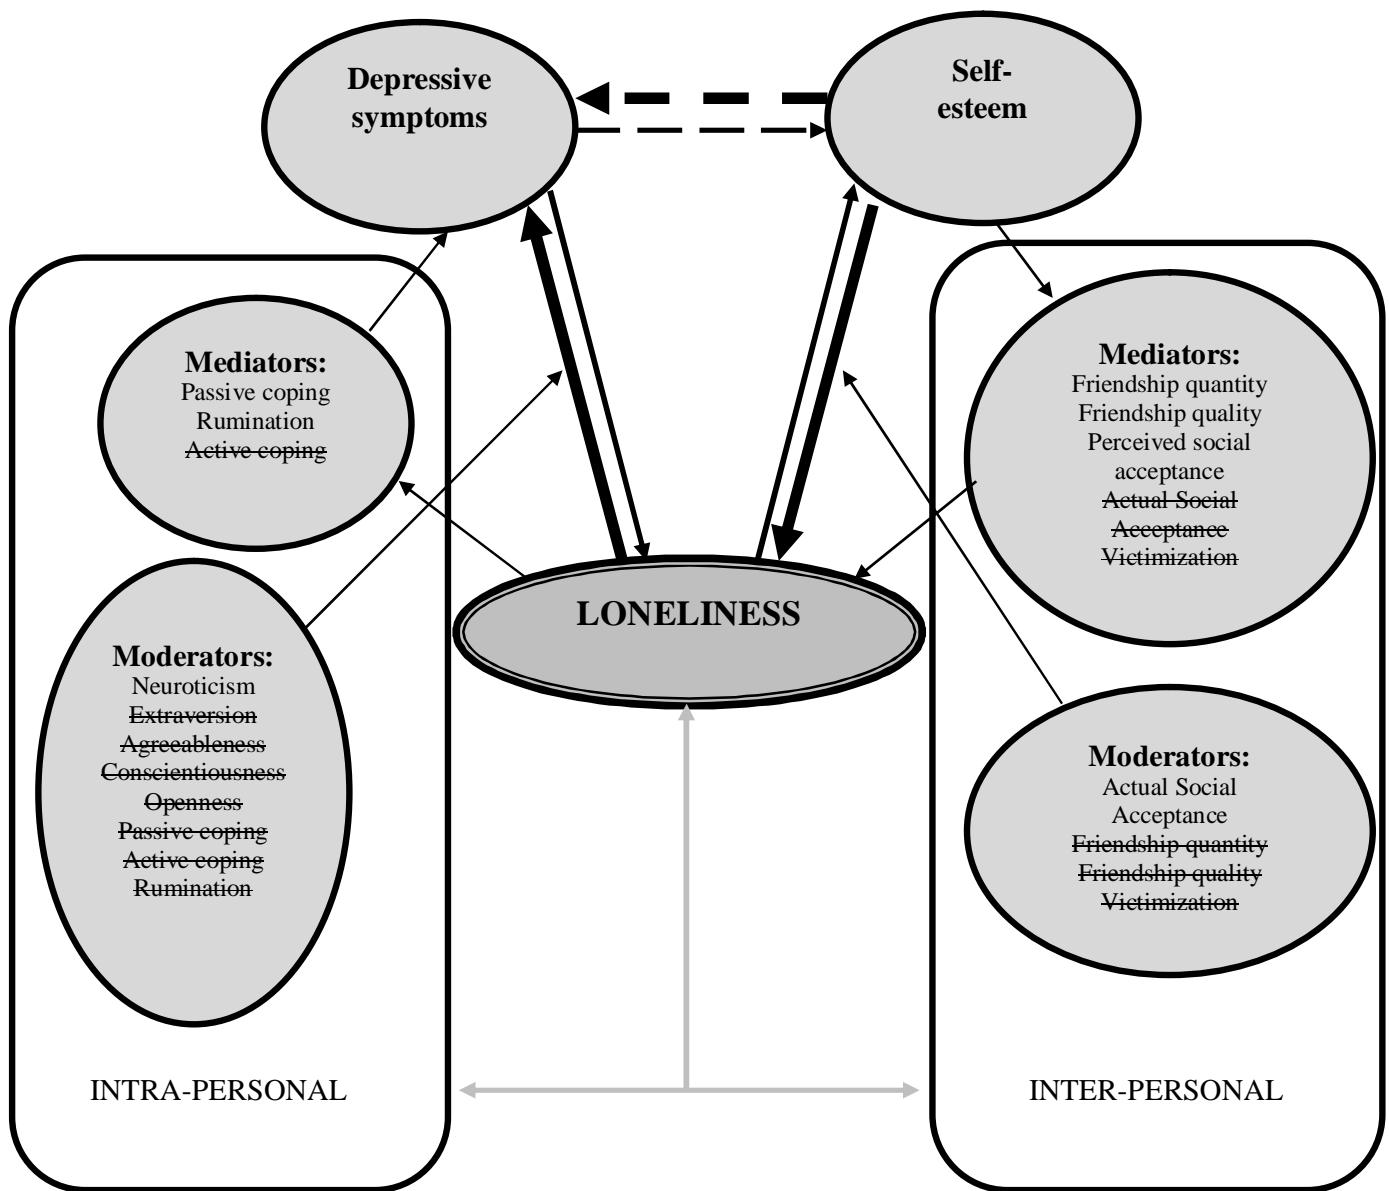 Depressive
symptoms
Self-
esteem
Mediators:
Passive coping
Rumination
Active coping
Moderators:
Neuroticism
Extraversion
Agreeableness
Conscientiousness
Openness
Passive coping
Active coping
Rumination
INTRA-PERSONAL
LONELINESS
Mediators:
Friendship quantity
Friendship quality
Perceived social
acceptance
Actual Social
Acceptance
Victimization
Moderators:
Actual Social
Acceptance
Friendship quantity
Friendship quality
Victimization
INTER-PERSONAL